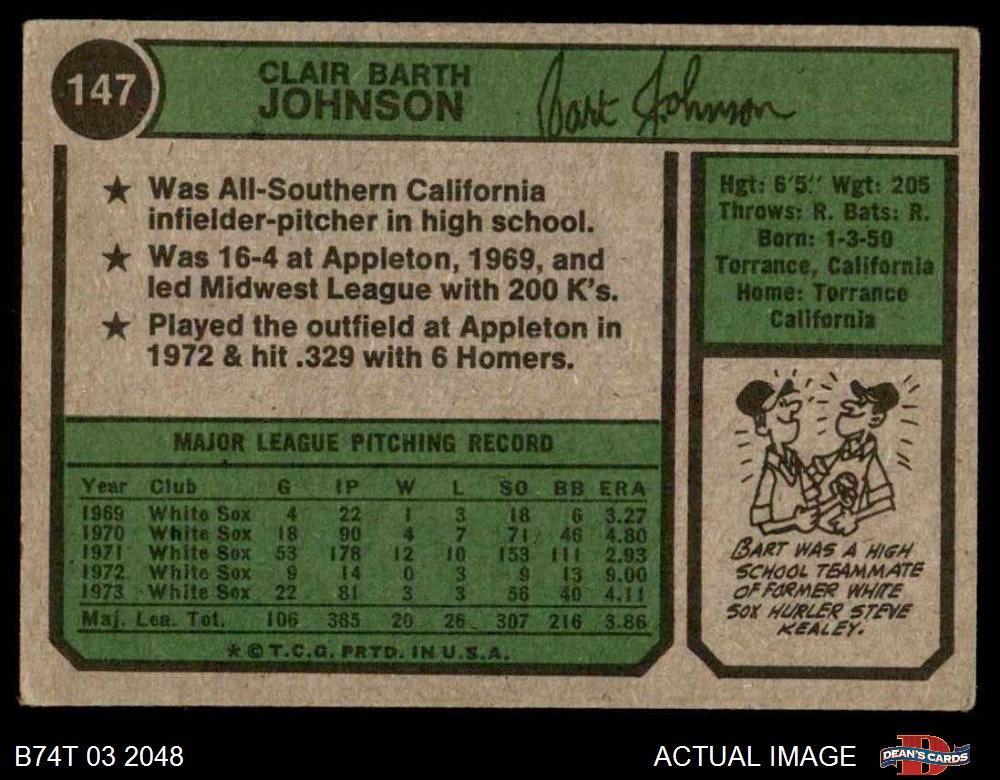 147
CLAIR BARTH
JOHNSON
Bart Johnson
★ Was All-Southern California
infielder-pitcher in high school.
★ Was 16-4 at Appleton, 1969, and
led Midwest League with 200 K's.
★ Played the outfield at Appleton in
1972 & hit .329 with 6 Homers.
Hgt: 6'5" Wgt: 205
Throws: R. Bats: R.
Born: 1-3-50
Torrance, California
Home: Torrance
California
MAJOR LEAGUE PITCHING RECORD
Year Club G IP W L SO BB ERA
1969 White Sox 4 22 1 3 18 6 3.27
1970 White Sox 18 90 4 7 71 46 4.80
1971 White Sox 53 178 12 10 153 111 2.93
1972 White Sox 9 14 0 3 9 13 9.00
1973 White Sox 22 81 3 3 56 40 4.11
Maj. Lea. Tot. 106 385 20 26 307 216 3.86
* © T.C.G. PRTD. IN U.S.A.
BART WAS A HIGH
SCHOOL TEAMMATE
OF FORMER WHITE
SOX HURLER STEVE
KEALEY.
B74T 03 2048
ACTUAL IMAGE
DEAN'S CARDS